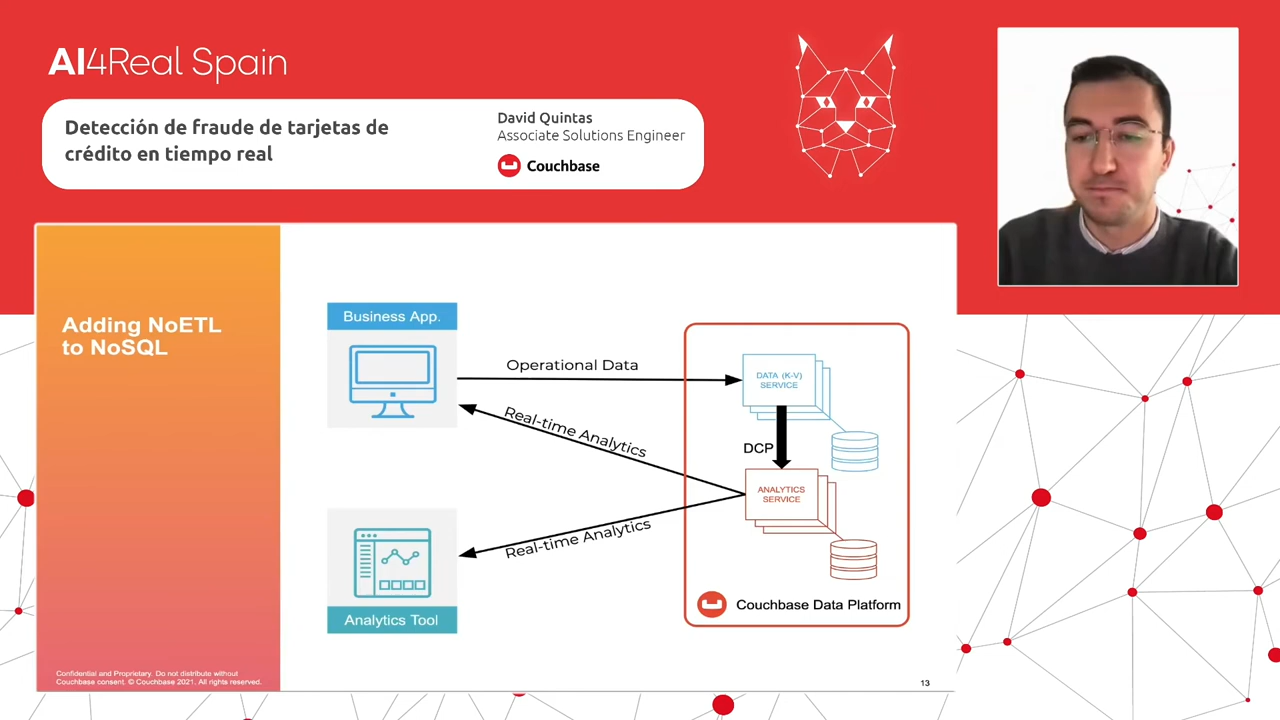 AI4Real Spain
Detección de fraude de tarjetas de
crédito en tiempo real
David Quintas
Associate Solutions Engineer
Couchbase
Adding NoETL
to NoSQL
Business App.
Operational Data
Real-time Analytics
Real-time Analytics
Analytics Tool
DATA (K-V)
SERVICE
DCP
ANALYTICS
SERVICE
Couchbase Data Platform
Confidential and Proprietary. Do not distribute without
Couchbase consent. © Couchbase 2021. All rights reserved.
13